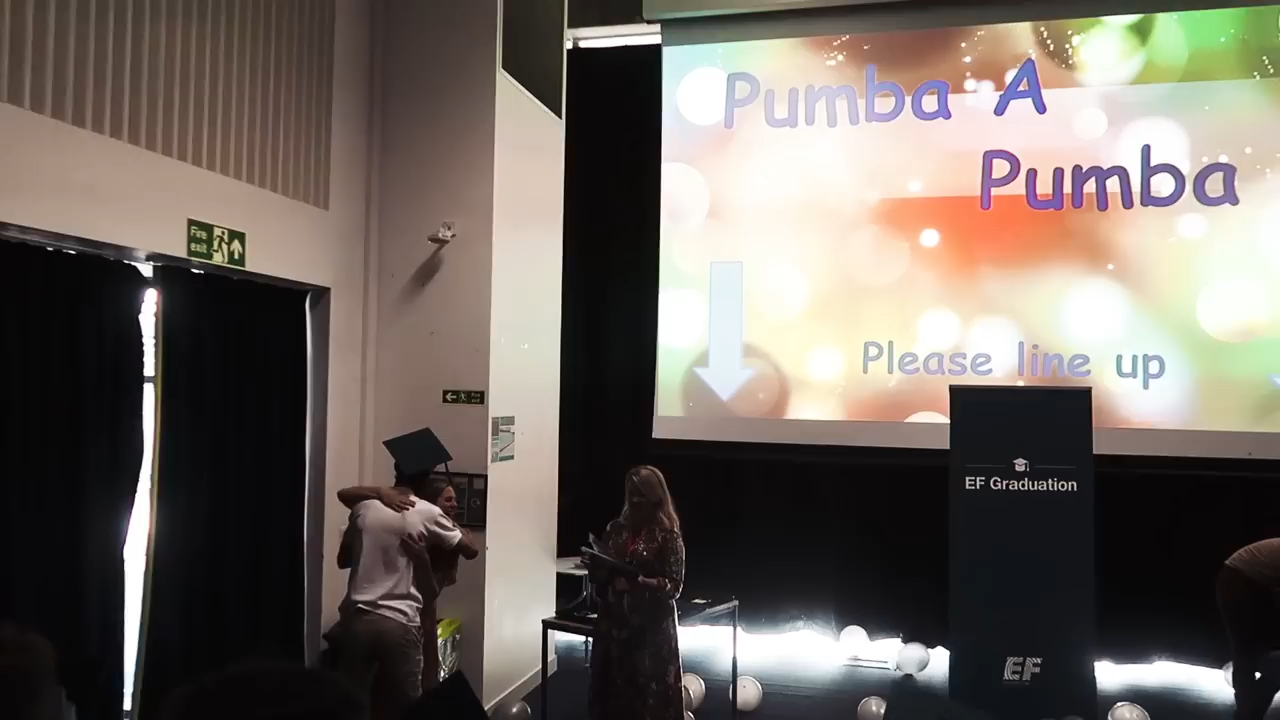 Pumba A
Pumba
Please line up
Fire
exit
EF Graduation
EF